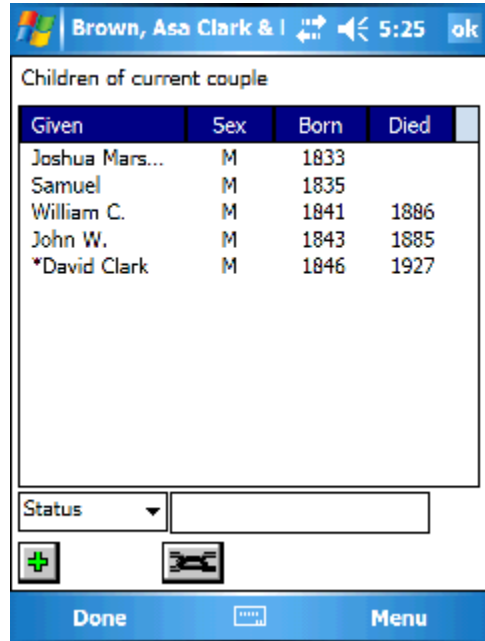 Brown, Asa Clark & 5:25 ok
Children of current couple
Given Sex Born Died
Joshua Mars... M 1833
Samuel M 1835
William C. M 1841 1886
John W. M 1843 1885
*David Clark M 1846 1927
Status
Done Menu